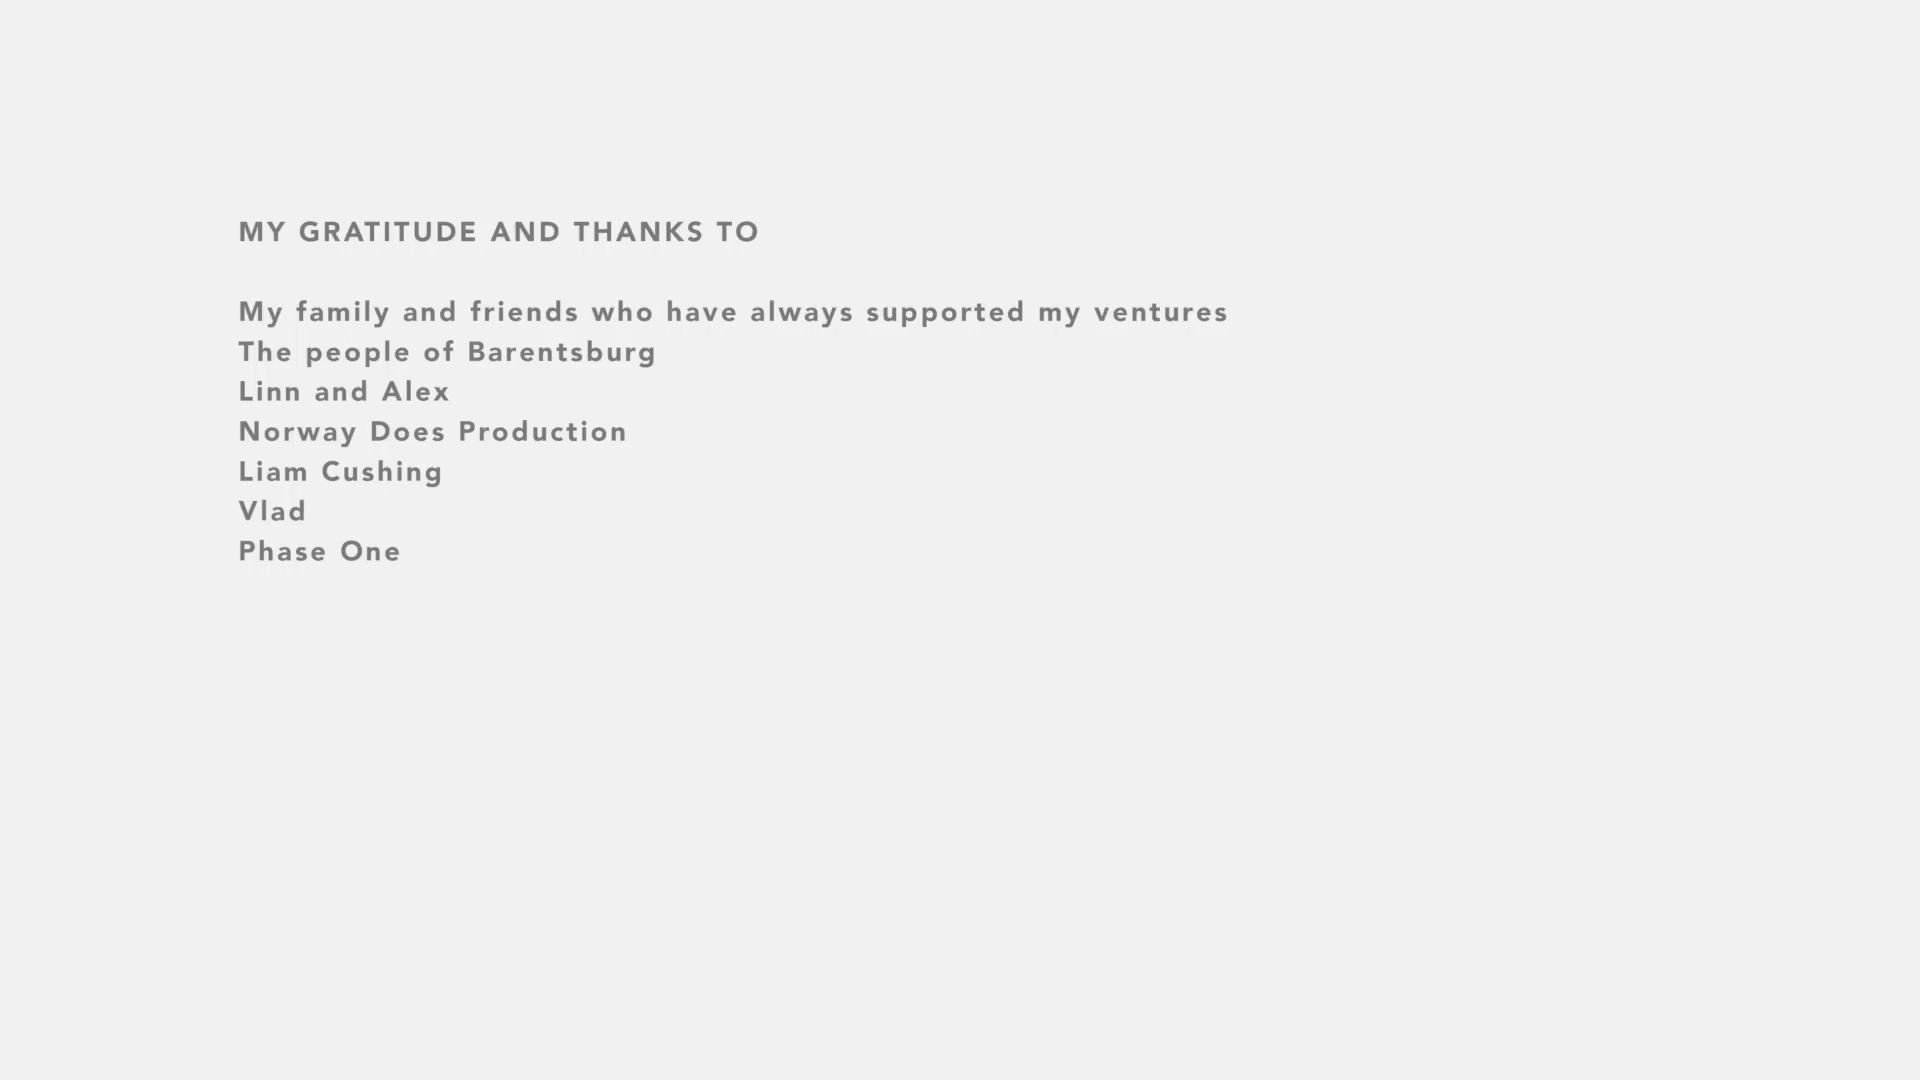 MY GRATITUDE AND THANKS TO
My family and friends who have always supported my ventures
The people of Barentsburg
Linn and Alex
Norway Does Production
Liam Cushing
Vlad
Phase One